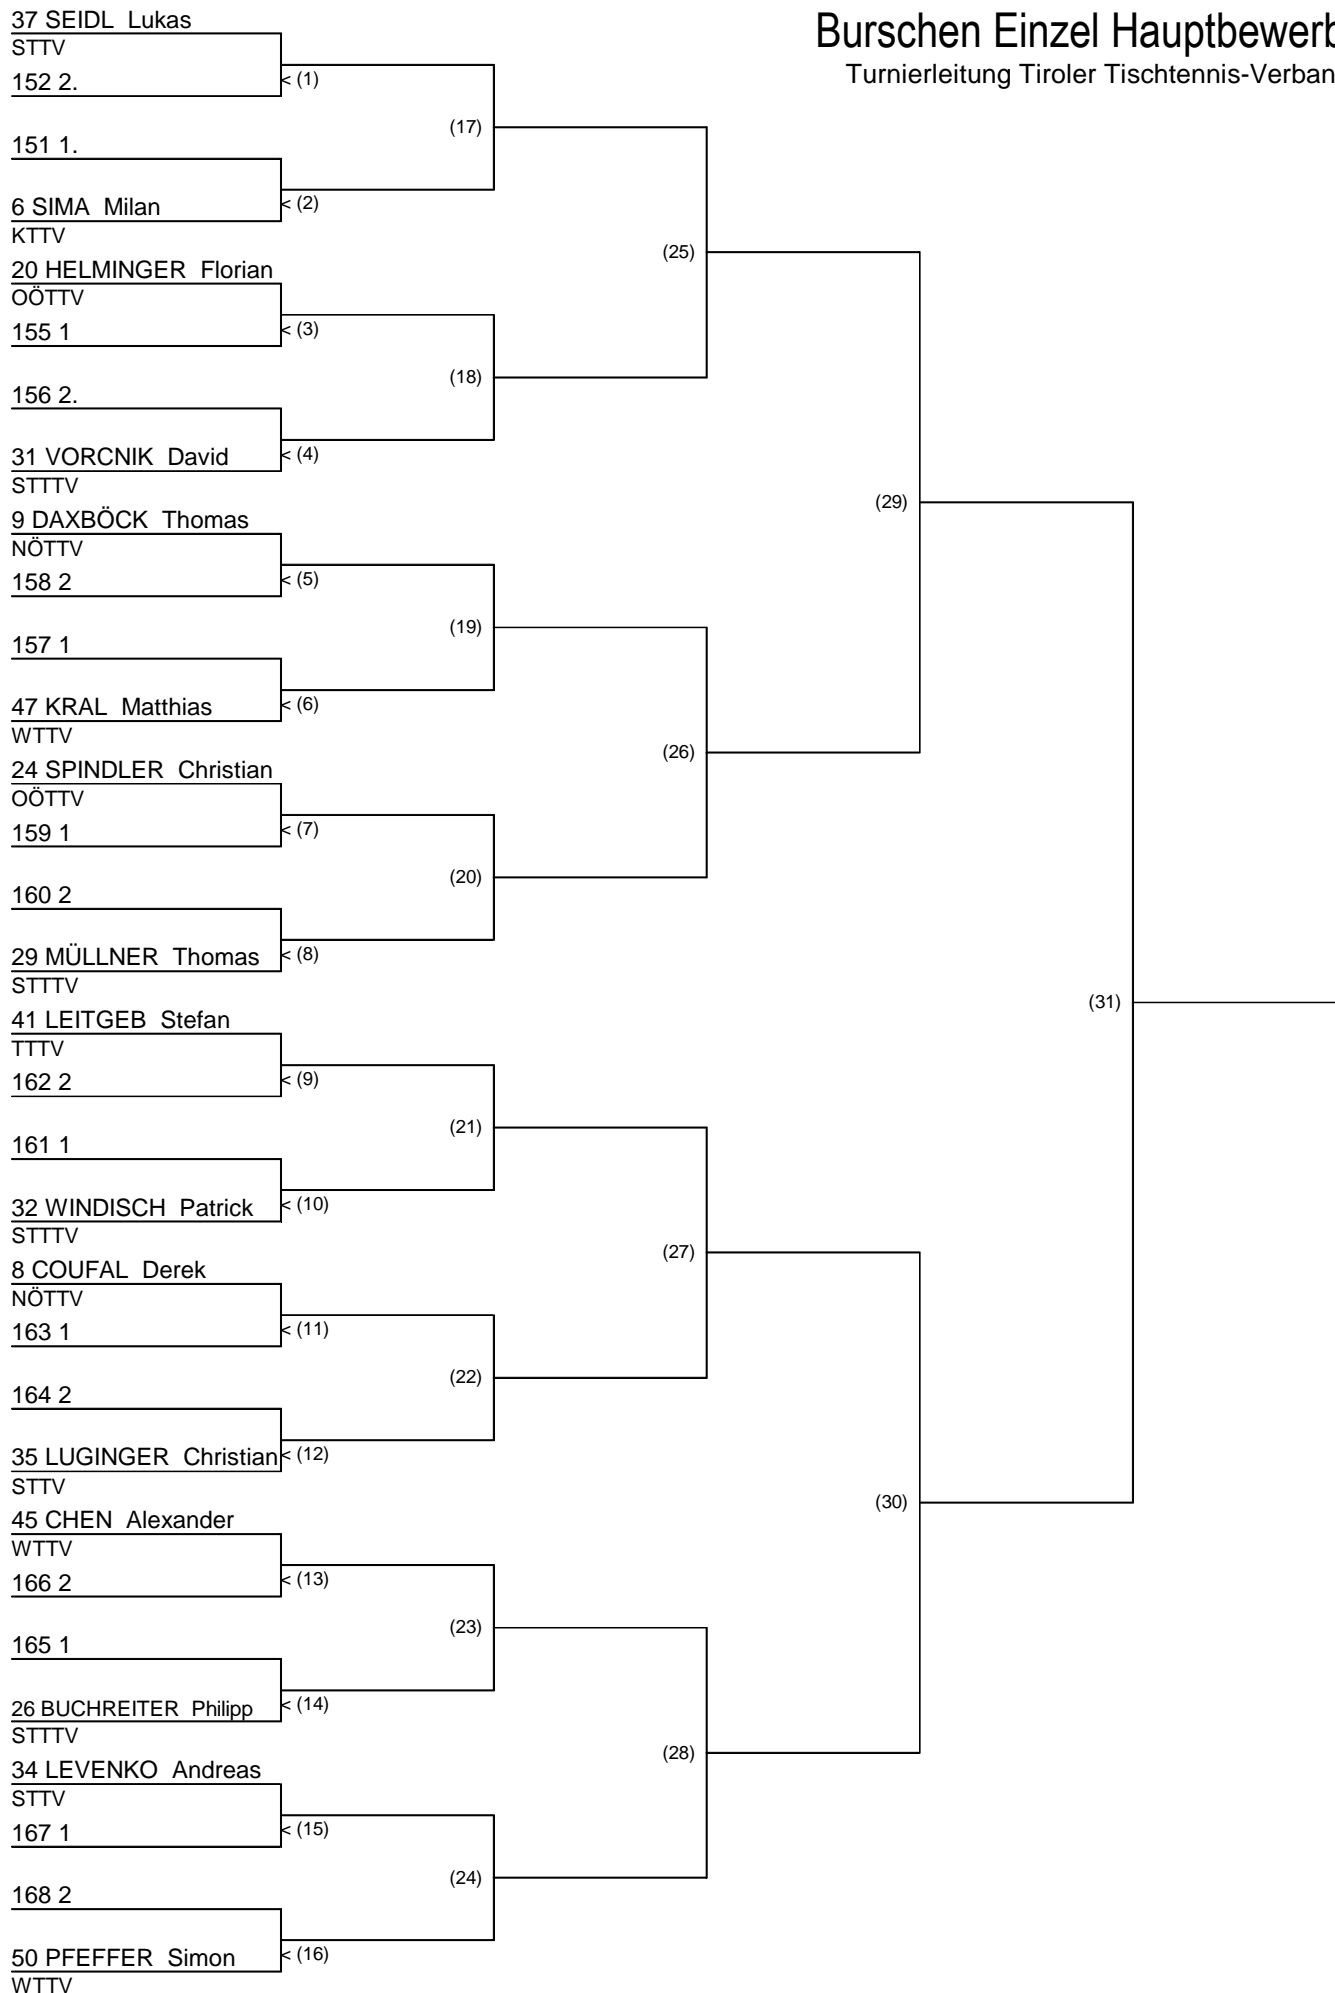 Burschen Einzel Hauptbewerb
Turnierleitung Tiroler Tischtennis-Verban
37 SEIDL Lukas
STTV
152 2.
< (1)
(17)
151 1.
6 SIMA Milan
< (2)
KTTV
(25)
20 HELMINGER Florian
OÖTTV
155 1
< (3)
(18)
156 2.
31 VORCNIK David
< (4)
STTTV
(29)
9 DAXBÖCK Thomas
NÖTTV
158 2
< (5)
(19)
157 1
47 KRAL Matthias
< (6)
WTTV
(26)
24 SPINDLER Christian
OÖTTV
159 1
< (7)
(20)
160 2
29 MÜLLNER Thomas
< (8)
STTTV
(31)
41 LEITGEB Stefan
TTTV
162 2
< (9)
(21)
161 1
32 WINDISCH Patrick
< (10)
STTTV
(27)
8 COUFAL Derek
NÖTTV
163 1
< (11)
(22)
164 2
35 LUGINGER Christian
< (12)
STTV
(30)
45 CHEN Alexander
WTTV
166 2
< (13)
(23)
165 1
26 BUCHREITER Philipp
< (14)
STTTV
(28)
34 LEVENKO Andreas
STTV
167 1
< (15)
(24)
168 2
50 PFEFFER Simon
< (16)
WTTV